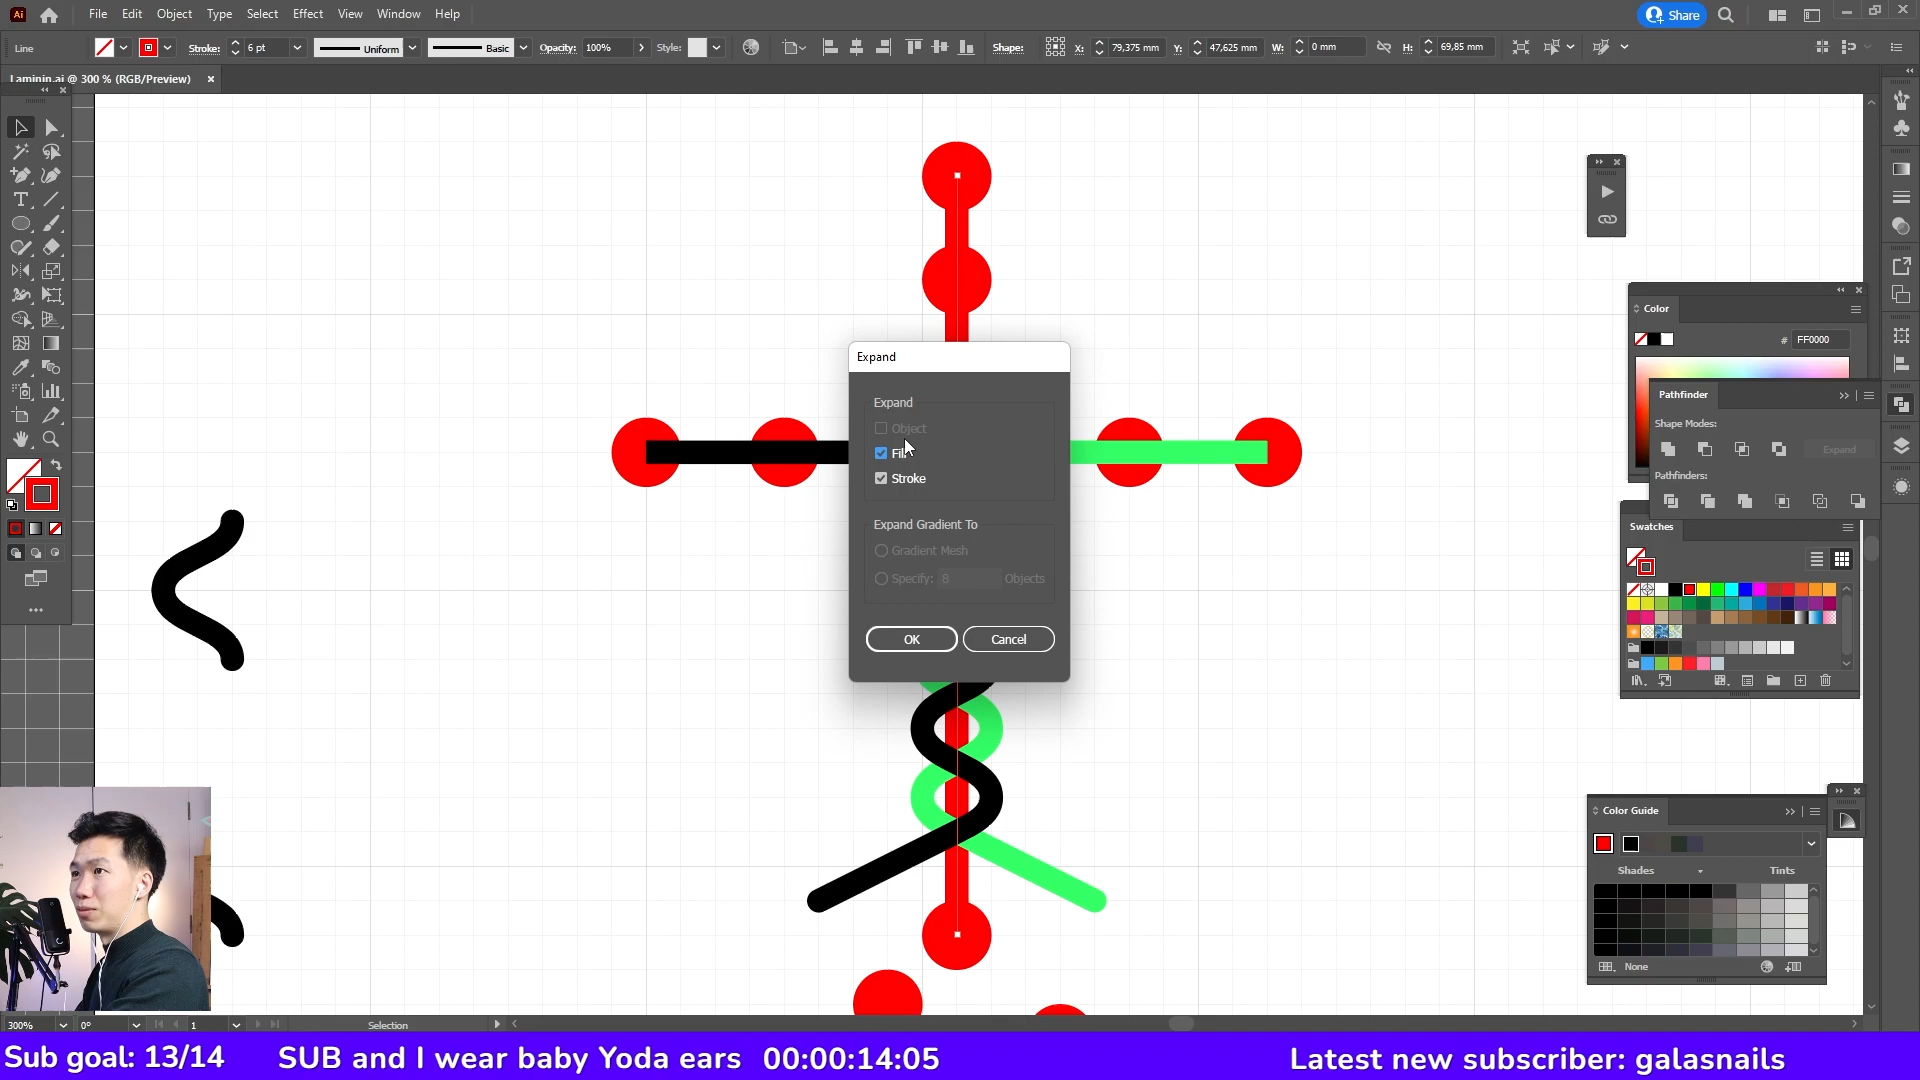 Ai
File Edit Object Type Select Effect View Window Help
Share
Line
Stroke: 6 pt
Uniform
Basic
Opacity: 100%
Style:
Shape:
X: 79,375 mm
Y: 47,625 mm
W: 0 mm
H: 69,85 mm
Laminin.ai @ 300 % (RGB/Preview)
Color
# FF0000
Pathfinder
Shape Modes:
Expand
Pathfinders:
Swatches
Expand
Expand
Object
Fill
Stroke
Expand Gradient To
Gradient Mesh
Specify: 8 Objects
OK
Cancel
Color Guide
Shades
Tints
None
300%
0°
1
Selection
Sub goal: 13/14
SUB and I wear baby Yoda ears 00:00:14:05
Latest new subscriber: galasnails